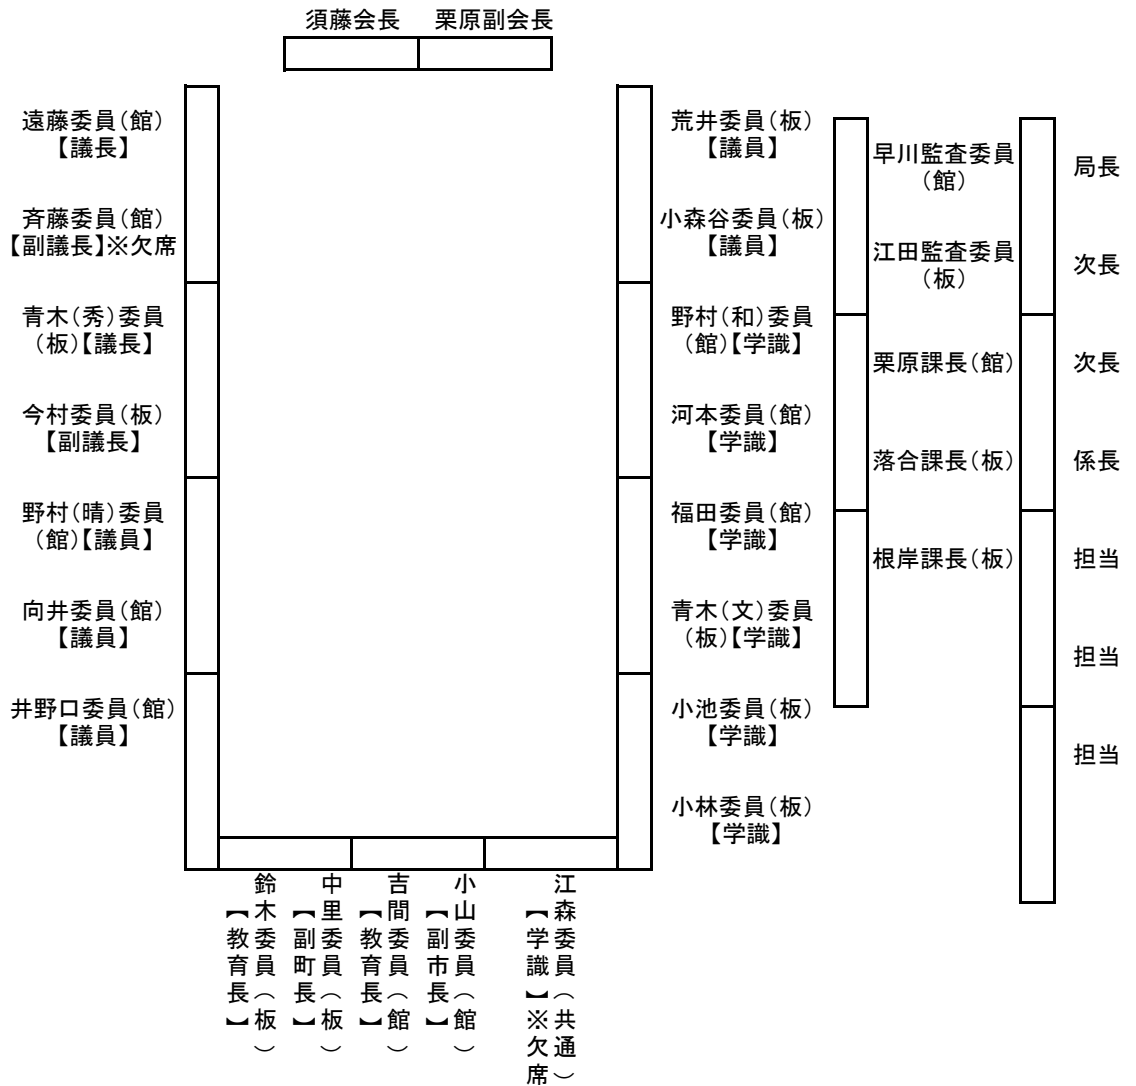 須藤会長
栗原副会長
遠藤委員（館）
【議長】
斉藤委員（館）
【副議長】※欠席
青木（秀）委員
（板）【議長】
今村委員（板）
【副議長】
野村（晴）委員
（館）【議員】
向井委員（館）
【議員】
井野口委員（館）
【議員】
荒井委員（板）
【議員】
小森谷委員（板）
【議員】
野村（和）委員
（館）【学識】
河本委員（館）
【学識】
福田委員（館）
【学識】
青木（文）委員
（板）【学識】
小池委員（板）
【学識】
小林委員（板）
【学識】
早川監査委員
（館）
江田監査委員
（板）
栗原課長（館）
落合課長（板）
根岸課長（板）
局長
次長
次長
係長
担当
担当
担当
鈴木委員（板）
【教育長】
中里委員（板）
【副町長】
吉間委員（館）
【教育長】
小山委員（館）
【副市長】
江森委員（共通）
【学識】※欠席